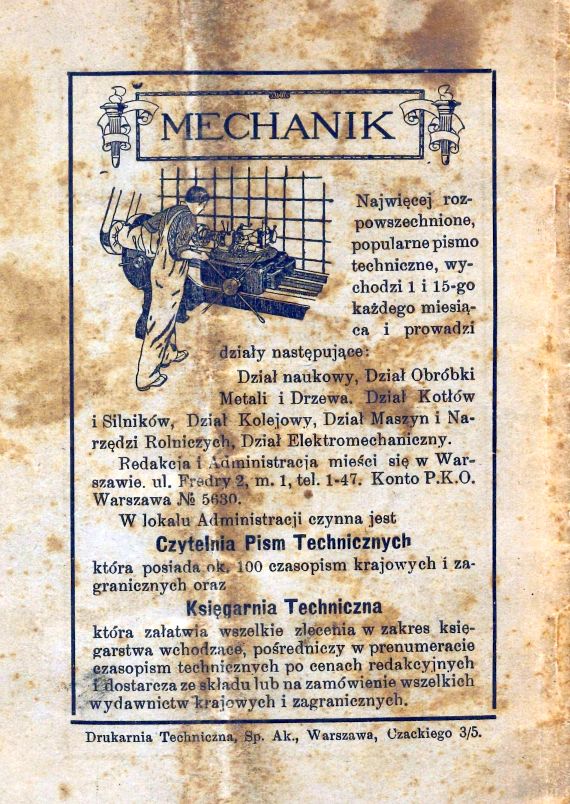 MECHANIK
Najwięcej roz-
powszechnione,
popularne pismo
techniczne, wy-
chodzi 1 i 15-go
każdego miesią-
ca i prowadzi
działy następujące:
Dział naukowy, Dział Obróbki
Metali i Drzewa, Dział Kotłów
i Silników, Dział Kolejowy, Dział Maszyn i Na-
rzędzi Rolniczych, Dział Elektromechaniczny.
Redakcja i Administracja mieści się w War-
szawie. ul. Fredry 2, m. 1, tel. 1-47. Konto P.K.O.
Warszawa № 5630.
W lokalu Administracji czynna jest
Czytelnia Pism Technicznych
która posiada ok. 100 czasopism krajowych i za-
granicznych oraz
Księgarnia Techniczna
która załatwia wszelkie zlecenia w zakres księ-
garstwa wchodzące, pośredniczy w prenumeracie
czasopism technicznych po cenach redakcyjnych
i dostarcza ze składu lub na zamówienie wszelkich
wydawnictw krajowych i zagranicznych.
Drukarnia Techniczna, Sp. Ak., Warszawa, Czackiego 3/5.